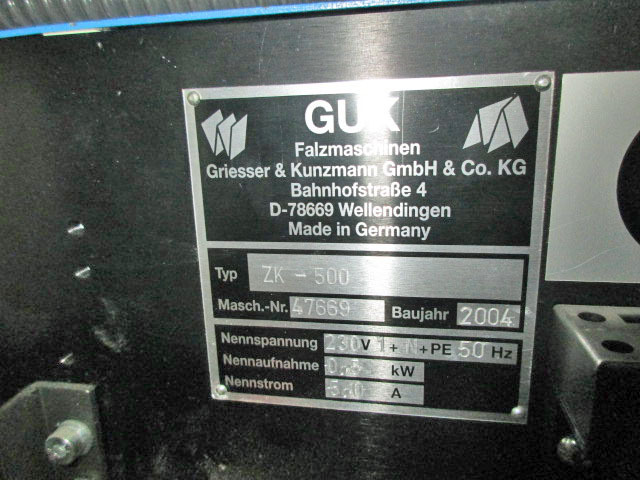 GUK
Falzmaschinen
Griesser & Kunzmann GmbH & Co. KG
Bahnhofstraße 4
D-78669 Wellendingen
Made in Germany
Typ ZK - 500
Masch.-Nr. 47669 Baujahr 2004
Nennspannung 230 V 1 + N + PE 50 Hz
Nennaufnahme kW
Nennstrom A